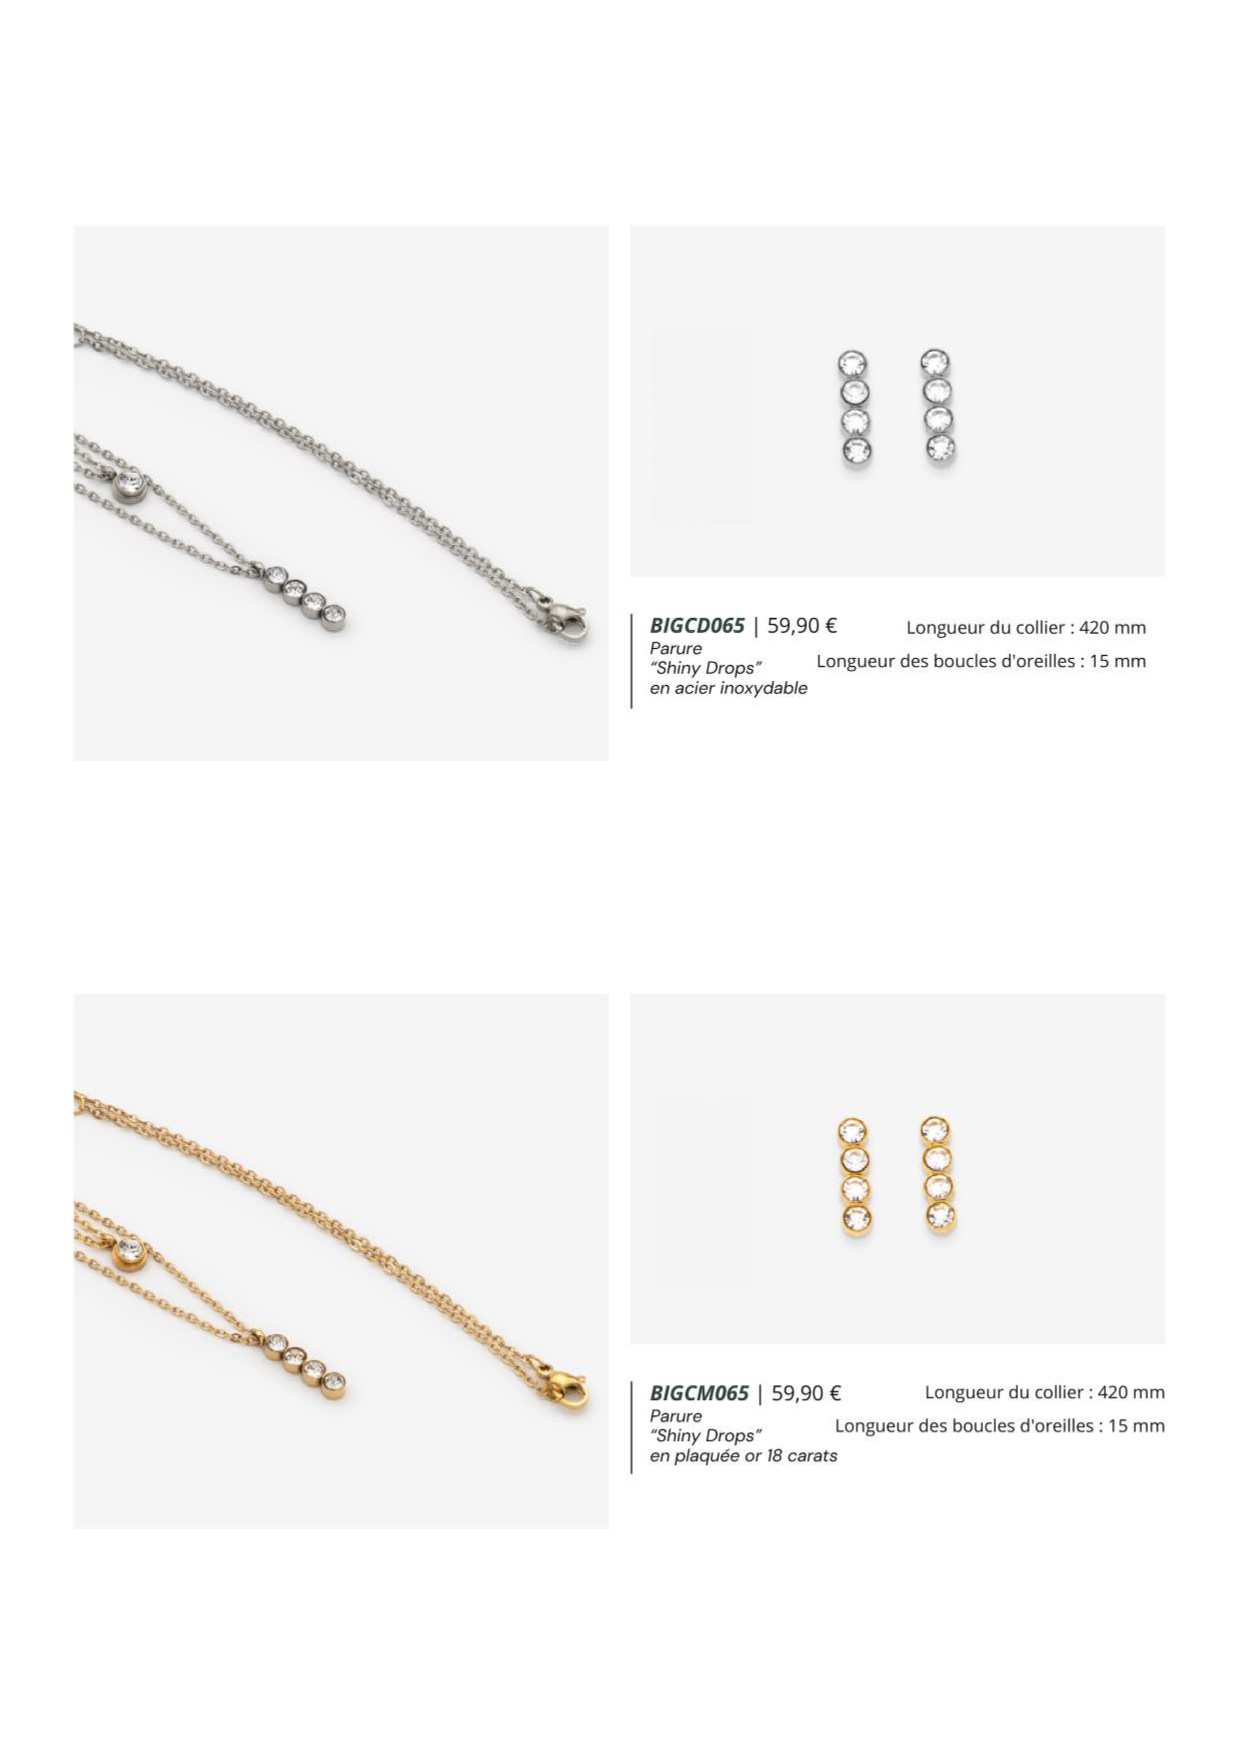 BIGCD065 | 59,90 €
Parure
“Shiny Drops”
en acier inoxydable
Longueur du collier : 420 mm
Longueur des boucles d'oreilles : 15 mm
BIGCM065 | 59,90 €
Parure
“Shiny Drops”
en plaquée or 18 carats
Longueur du collier : 420 mm
Longueur des boucles d'oreilles : 15 mm